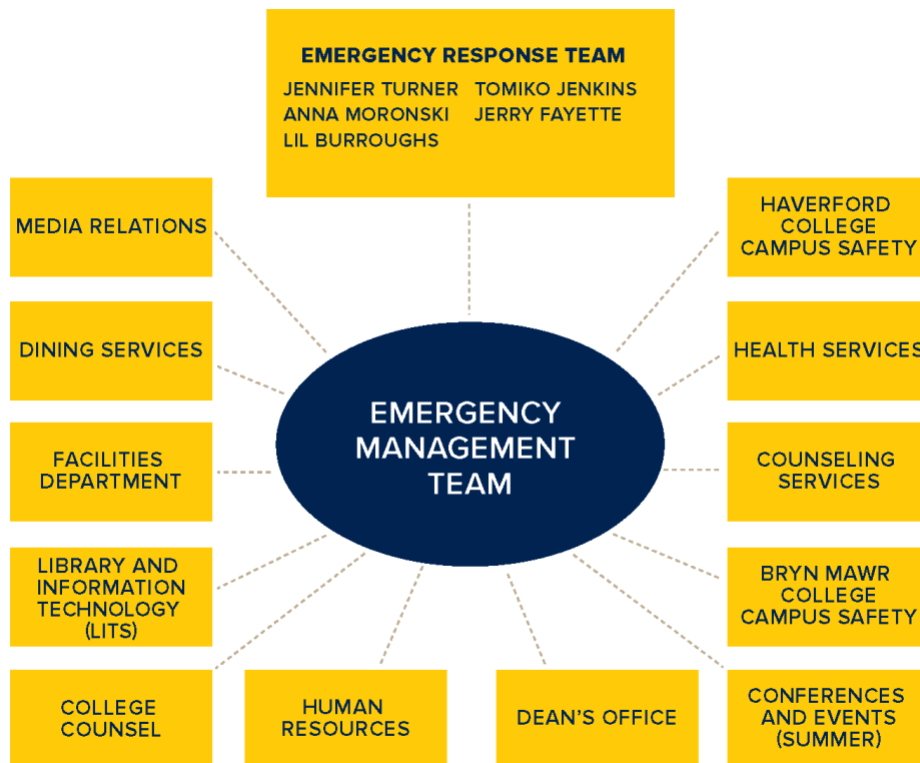 EMERGENCY RESPONSE TEAM
JENNIFER TURNER TOMIKO JENKINS
ANNA MORONSKI JERRY FAYETTE
LIL BURROUGHS
MEDIA RELATIONS
HAVERFORD
COLLEGE
CAMPUS SAFETY
DINING SERVICES
HEALTH SERVICES
EMERGENCY
MANAGEMENT
TEAM
FACILITIES
DEPARTMENT
COUNSELING
SERVICES
LIBRARY AND
INFORMATION
TECHNOLOGY
(LITS)
BRYN MAWR
COLLEGE
CAMPUS SAFETY
COLLEGE
COUNSEL
HUMAN
RESOURCES
DEAN'S OFFICE
CONFERENCES
AND EVENTS
(SUMMER)